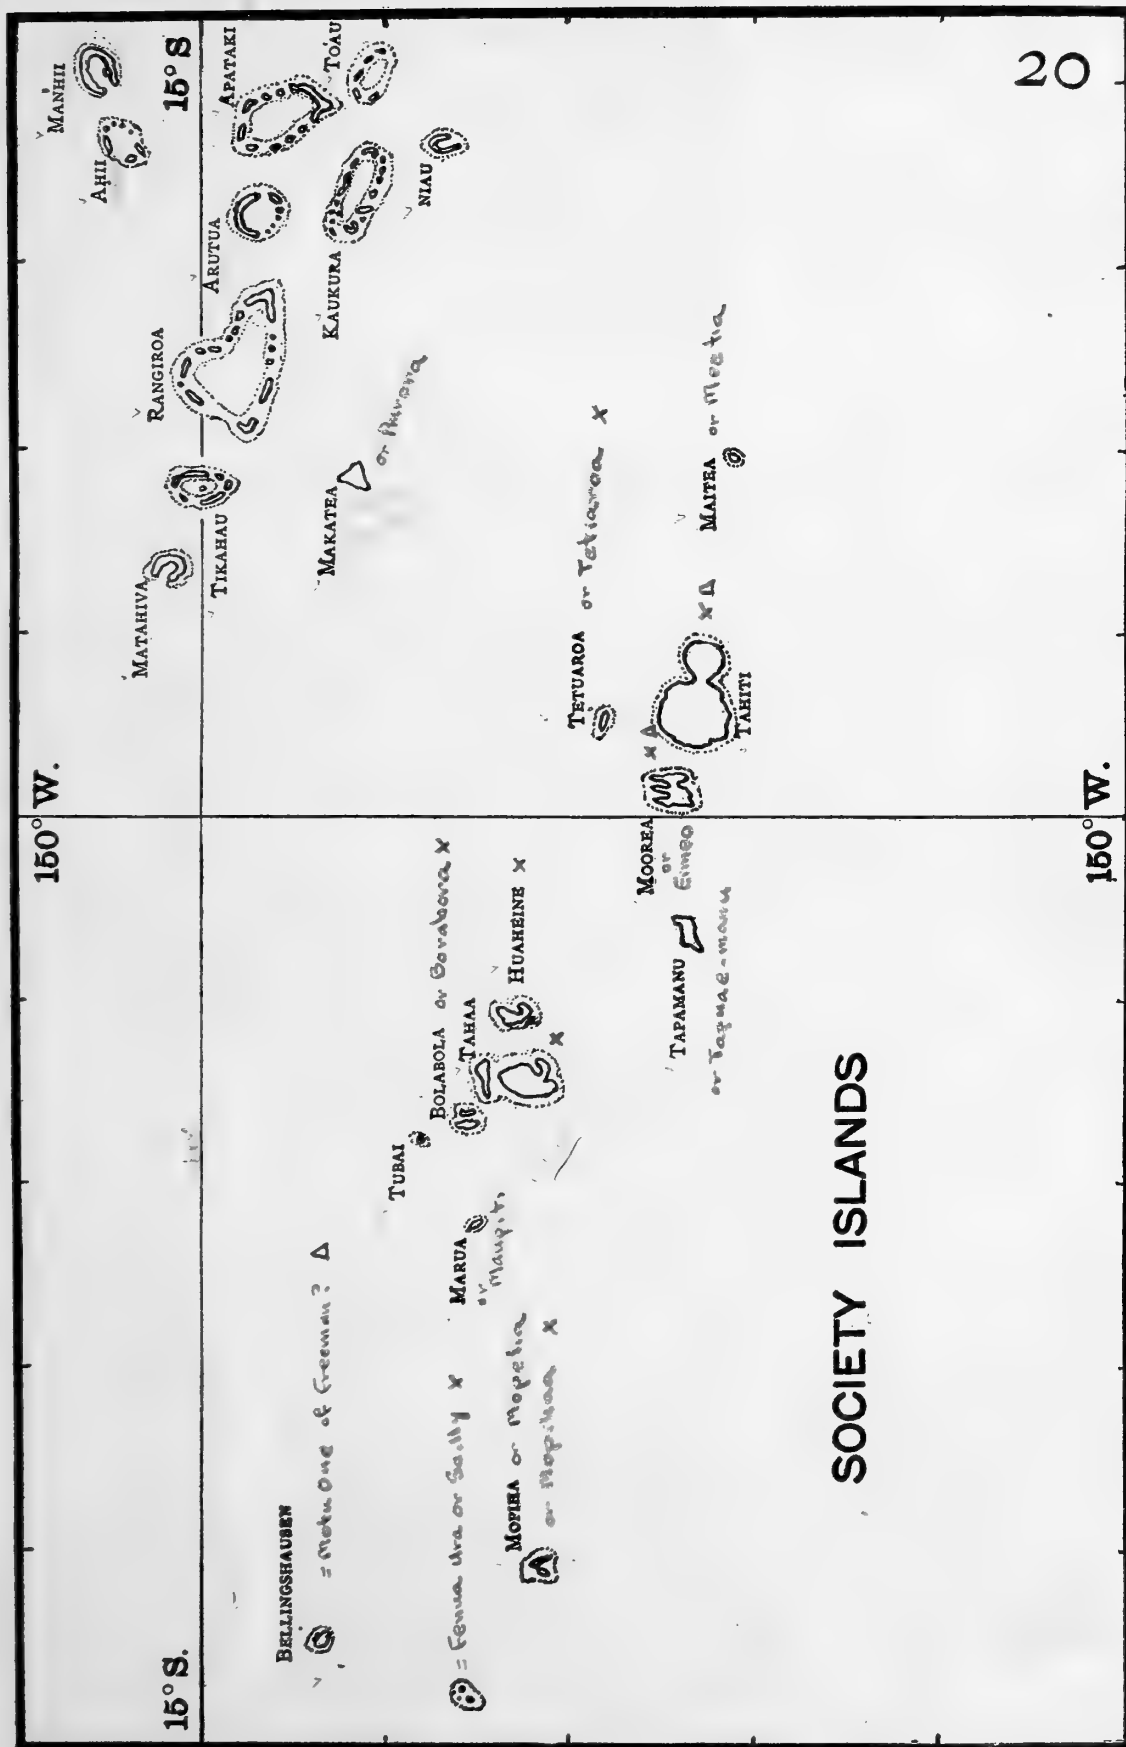 150° W.
MANHII
15° S
AHII
APATAKI
TOAU
ARUTUA
RANGIROA
KAUKURA
NIAU
20
MATAHIVA
TIKAHAU
MAKATEA
or Aurora
15° S.
BELLINGSHAUSEN
= Motu One of Freeman? Δ
TUBAI
BOLABOLA or Borabora x
TAHAA
HUAHEINE x
x
= Fenua Ura or Scilly x
MARUA
or Maupiti
MOPIHA or Mopelia
or Mopihaa x
TETUAROA or Tetiaroa x
MOOREA x Δ
or
Eimeo
TAPAMANU
or Tapuae-manu
TAHITI
x Δ
MAITEA or Meetia
SOCIETY ISLANDS
150° W.